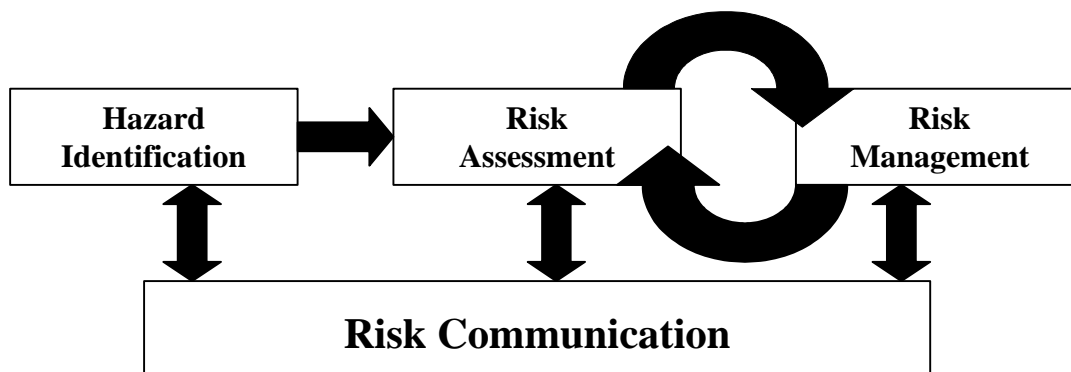 Hazard
Identification
Risk
Assessment
Risk
Management
Risk Communication